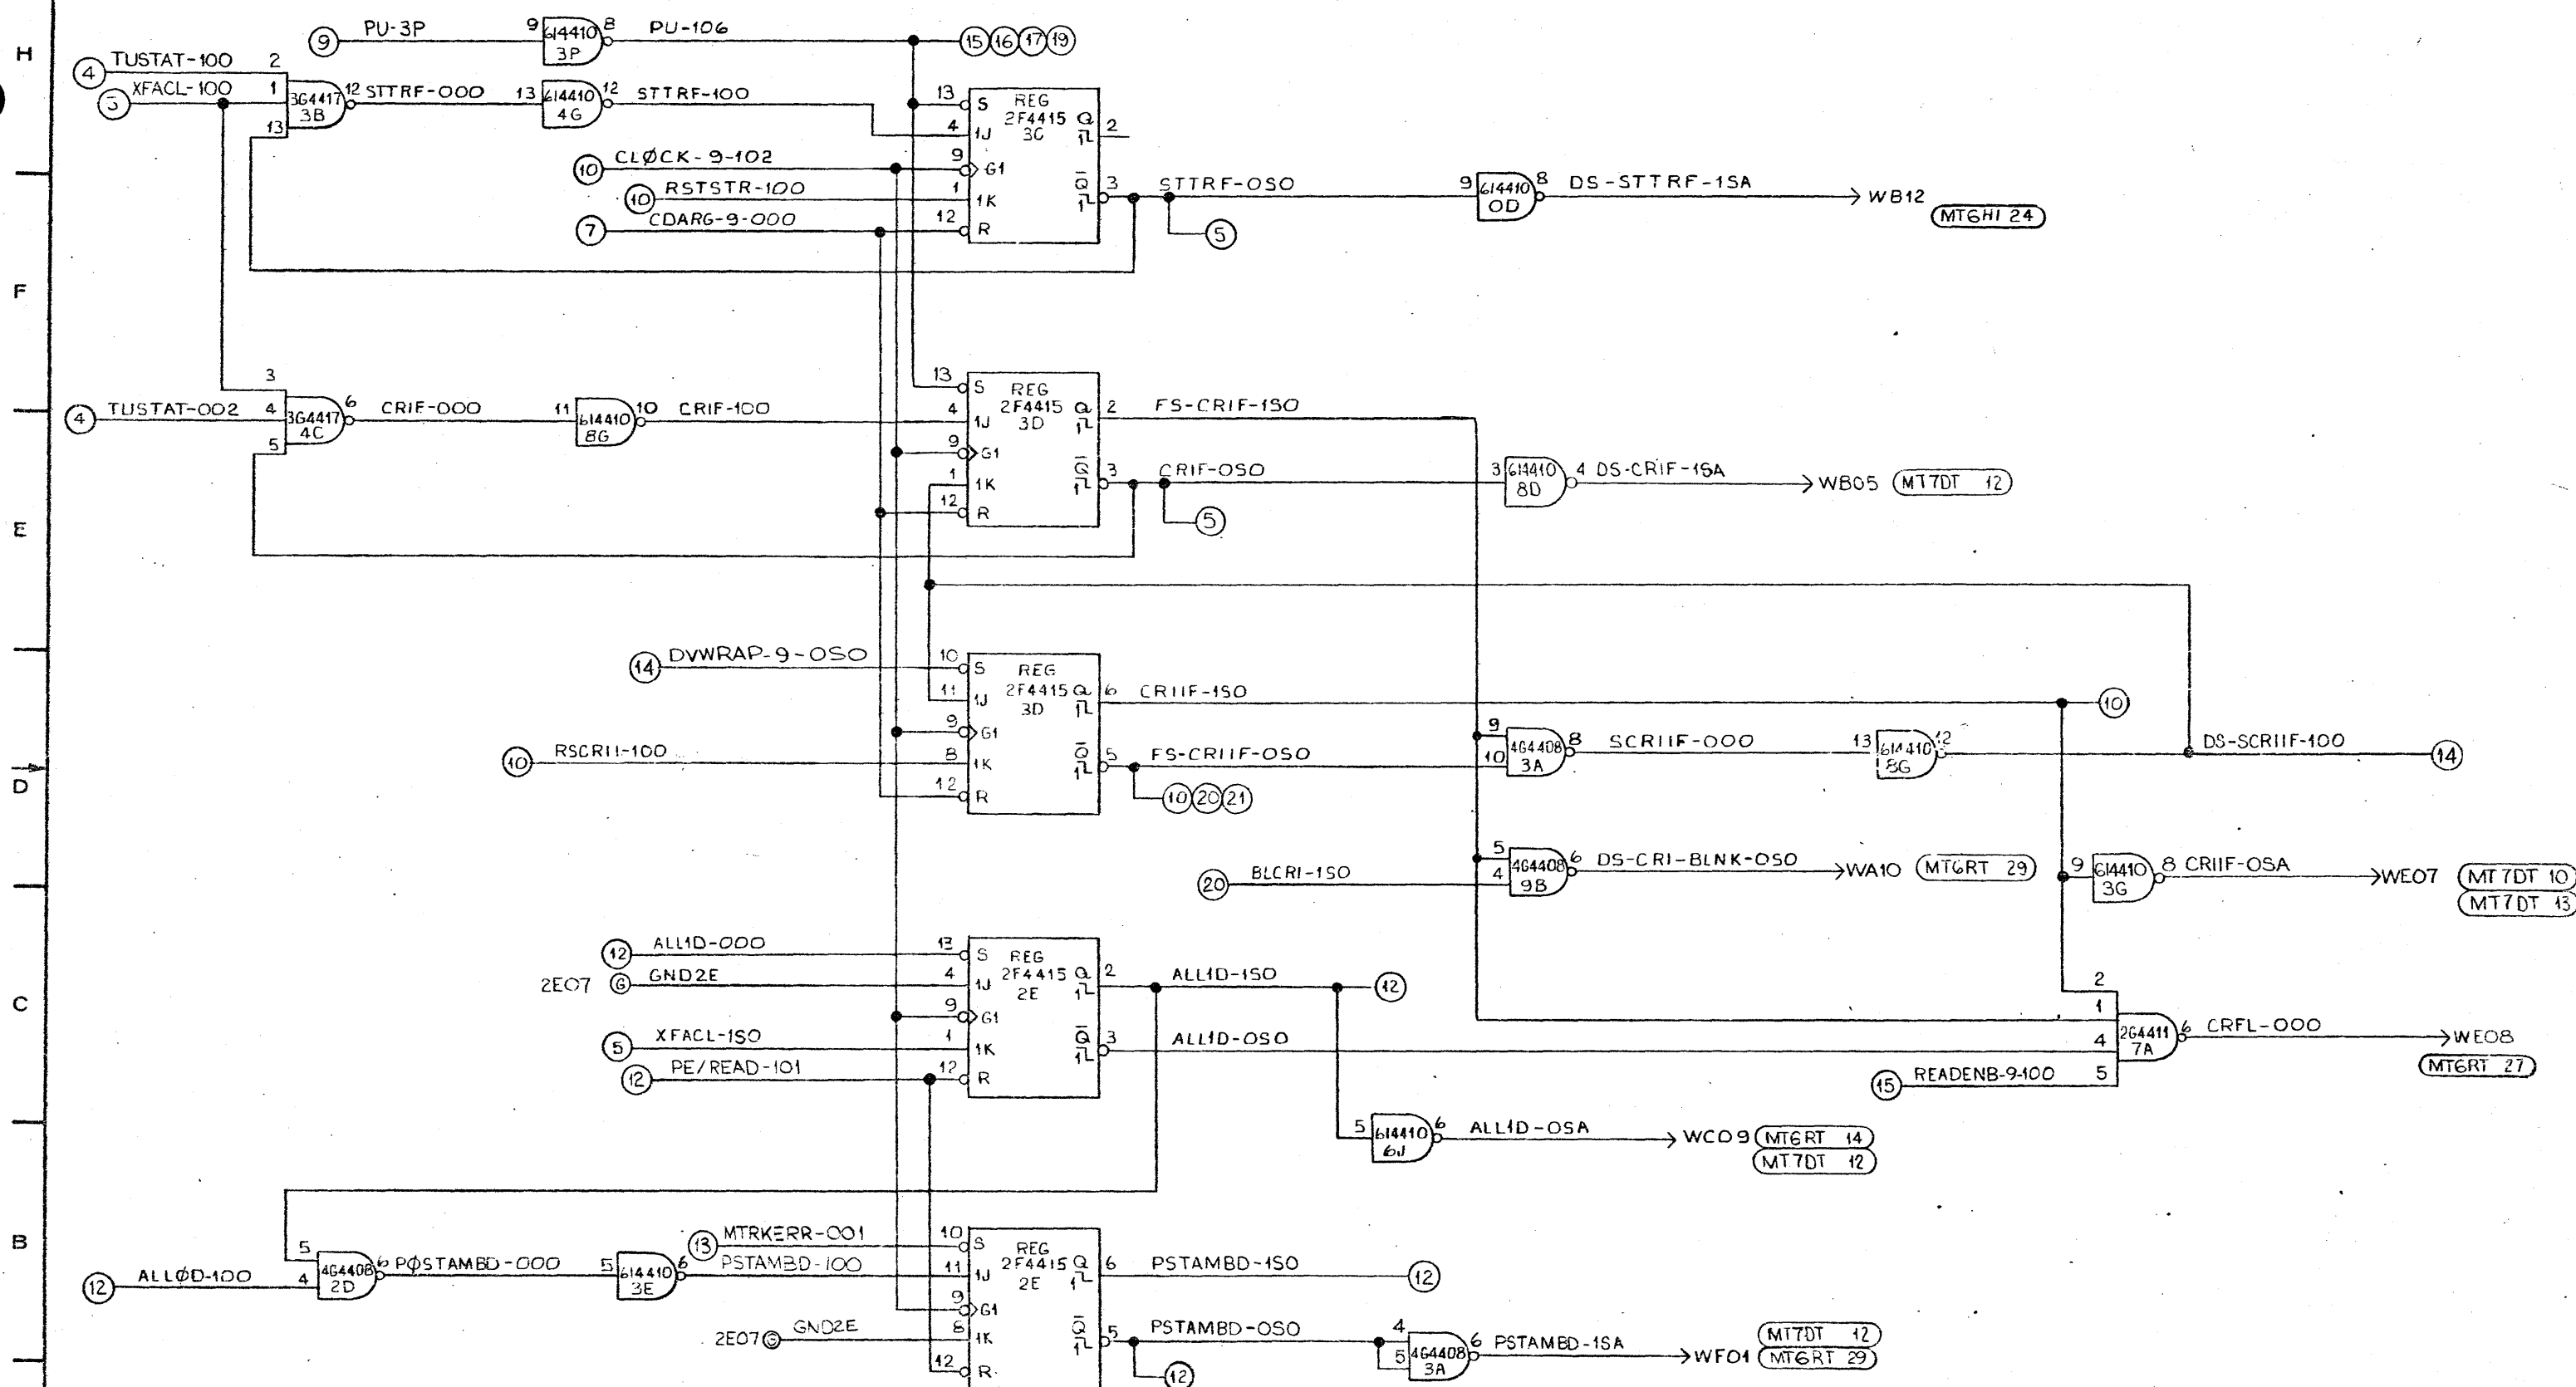 H
9 PU-3P 9 614410 3P 8 PU-106 15 16 17 19
4 TUSTAT-100 2
3 XFACL-100 1
13 3G4417 3B 12 STTRF-000 13 614410 4G 12 STTRF-100
13 S REG
4 1J 2F4415 Q 2
3C
10 CLØCK-9-102 9 G1
10 RSTSTR-100 1 1K Q 3 STTRF-0S0 9 614410 0D 8 DS-STTRF-1SA WB12
MT6HI 24
7 CDARG-9-000 12 R
5
F
3
4 TUSTAT-002 4 3G4417 4C 6 CRIF-000 11 614410 8G 10 CRIF-100
5
13 S REG
4 1J 2F4415 Q 2 FS-CRIF-1S0
3D
9 G1
1 1K Q 3 CRIF-0S0 3 614410 8D 4 DS-CRIF-1SA WB05 MT7DT 12
12 R
5
E
14 DVWRAP-9-0S0 10 S REG
11 1J 2F4415 Q 6 CRIIF-1S0 10
3D
9 G1
10 RSCRII-100 8 1K Q 5 FS-CRIIF-0S0
9 10 4G4408 3A 8 SCRIIF-000 13 614410 8G 12 DS-SCRIIF-100 14
12 R
10 20 21
D
20 BLCRI-1S0 5 4 4G4408 9B 6 DS-CRI-BLNK-0S0 WA10 MT6RT 29
9 614410 3G 8 CRIIF-0SA WE07 MT7DT 10
MT7DT 13
12 ALL1D-000 13 S REG
2E07 G GND2E 4 1J 2F4415 Q 2 ALL1D-1S0 12
2E
9 G1
5 XFACL-1S0 1 1K Q 3 ALL1D-0S0
12 PE/READ-101 12 R
C
2
1
4 2G4411 7A 6 CRFL-000 WE08
MT6RT 27
15 READENB-9-100 5
5 614410 6J 6 ALL1D-0SA WC09 MT6RT 14
MT7DT 12
B
5
12 ALLØD-100 4 4G4408 2D 6 PØSTAMBD-000 5 614410 3E 6 PSTAMBD-100
13 MTRKERR-001 10 S REG
11 1J 2F4415 Q 6 PSTAMBD-1S0 12
2E
9 G1
2E07 G GND2E 8 1K Q 5 PSTAMBD-0S0 4 5 4G4408 3A 6 PSTAMBD-1SA WF01 MT7DT 12
MT6RT 29
12 R
12